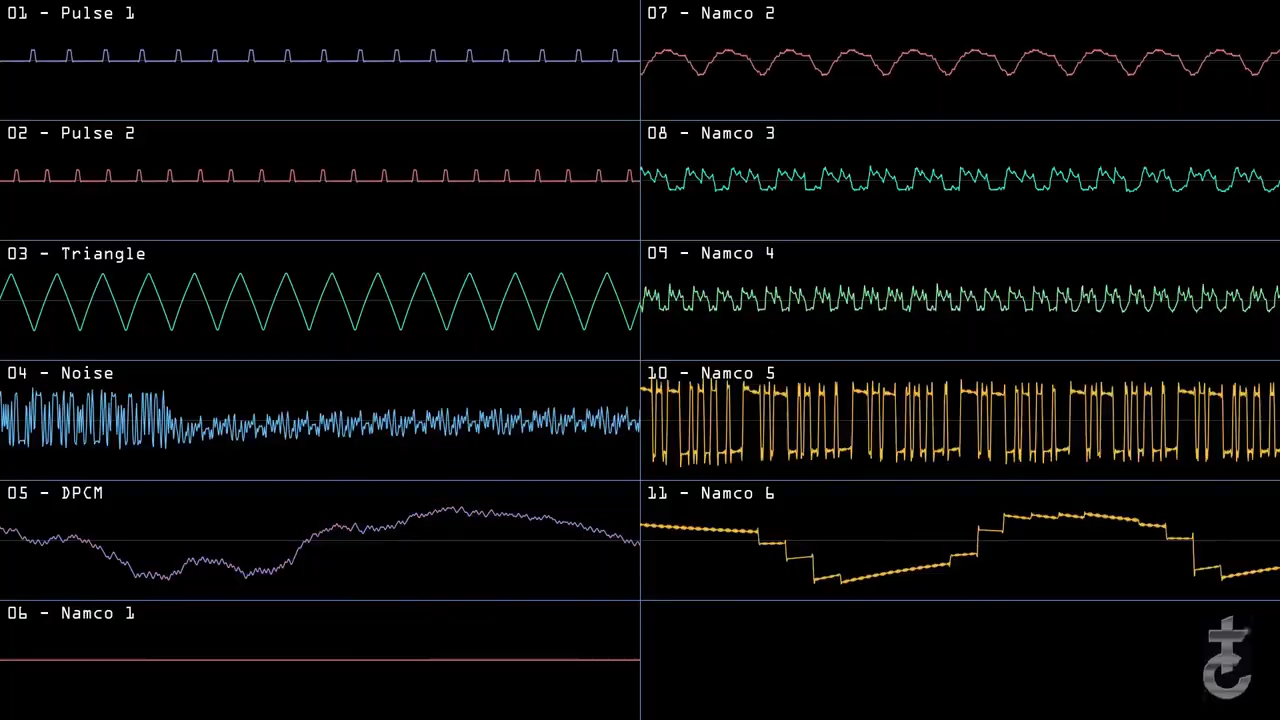 01 - Pulse 1
02 - Pulse 2
03 - Triangle
04 - Noise
05 - DPCM
06 - Namco 1
07 - Namco 2
08 - Namco 3
09 - Namco 4
10 - Namco 5
11 - Namco 6